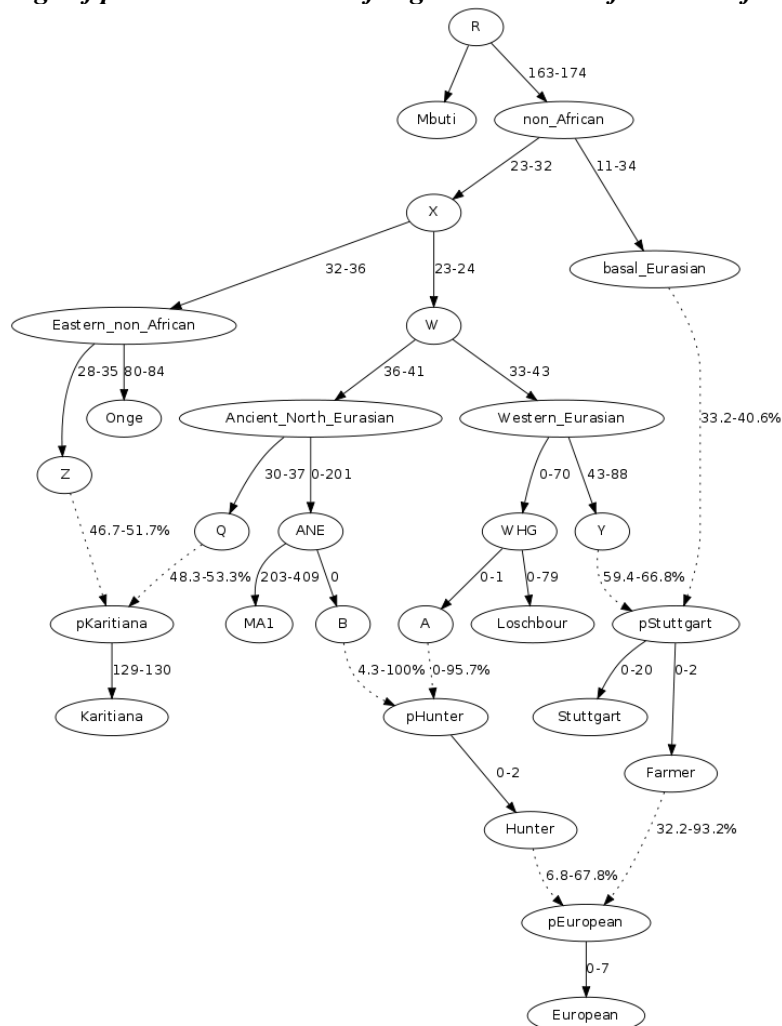 R
163-174
Mbuti
non_African
23-32
11-34
X
basal_Eurasian
32-36
23-24
Eastern_non_African
W
28-35
80-84
36-41
33-43
Onge
Ancient_North_Eurasian
Western_Eurasian
33.2-40.6%
30-37
0-201
0-70
43-88
Z
Q
ANE
WHG
Y
46.7-51.7%
48.3-53.3%
203-409
0
0-1
0-79
59.4-66.8%
pKaritiana
MA1
B
A
Loschbour
pStuttgart
129-130
4.3-100%
0-95.7%
0-20
0-2
Karitiana
pHunter
Stuttgart
0-2
Farmer
Hunter
32.2-93.2%
6.8-67.8%
pEuropean
0-7
European